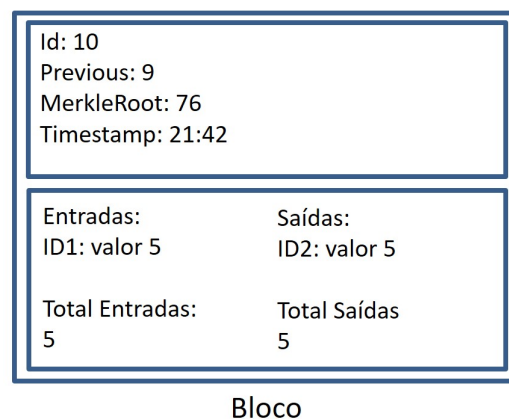 Id: 10
Previous: 9
MerkleRoot: 76
Timestamp: 21:42
Entradas:
ID1: valor 5
Total Entradas:
5
Saídas:
ID2: valor 5
Total Saídas
5
Bloco